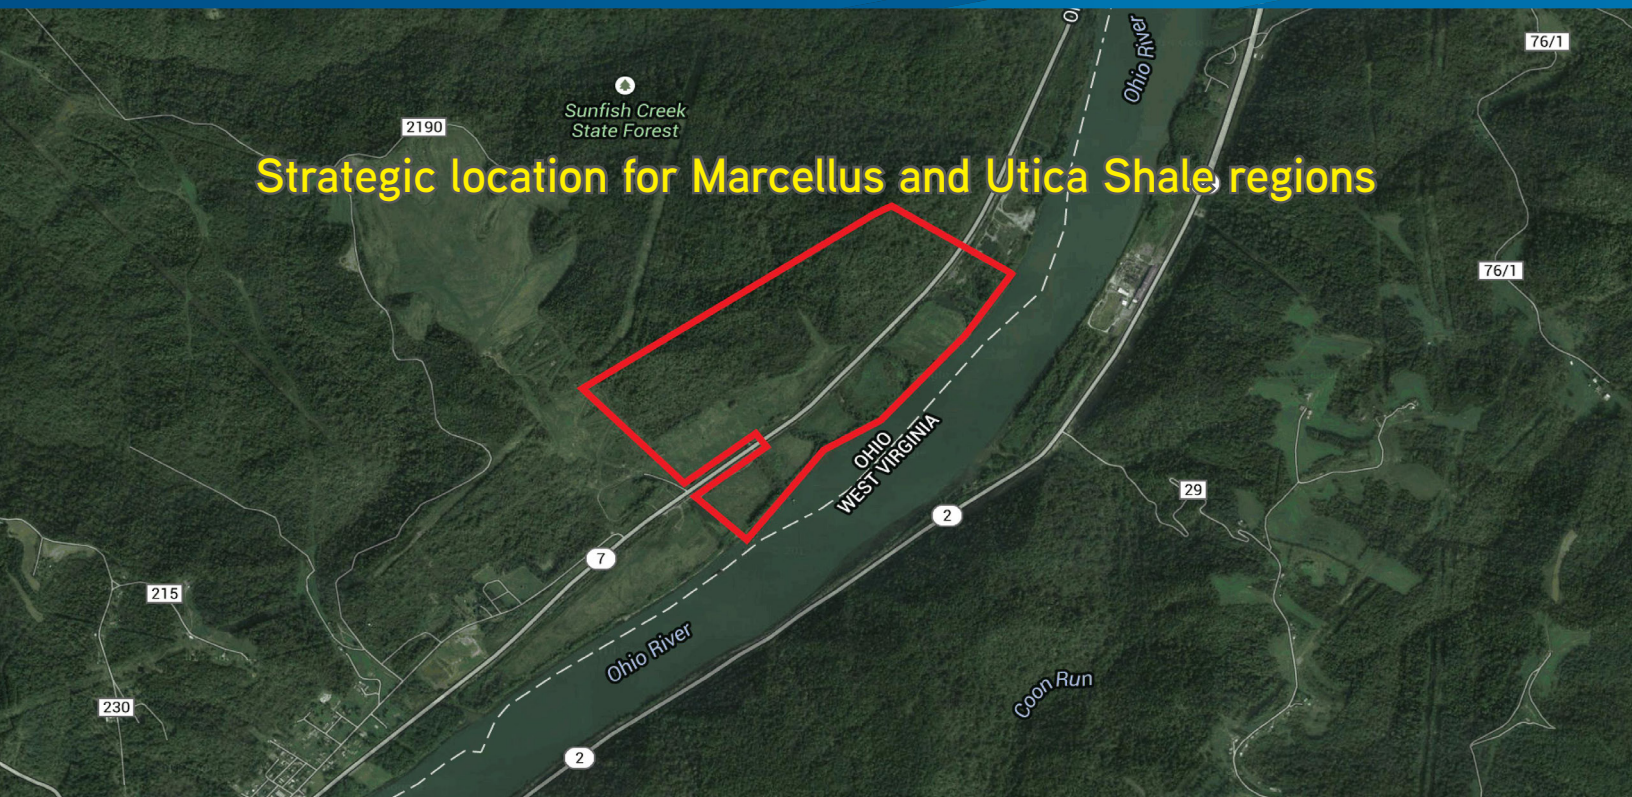 Ohio River
76/1
Sunfish Creek
State Forest
2190
Strategic location for Marcellus and Utica Shale regions
76/1
OHIO
WEST VIRGINIA
29
2
7
215
Ohio River
Coon Run
230
2